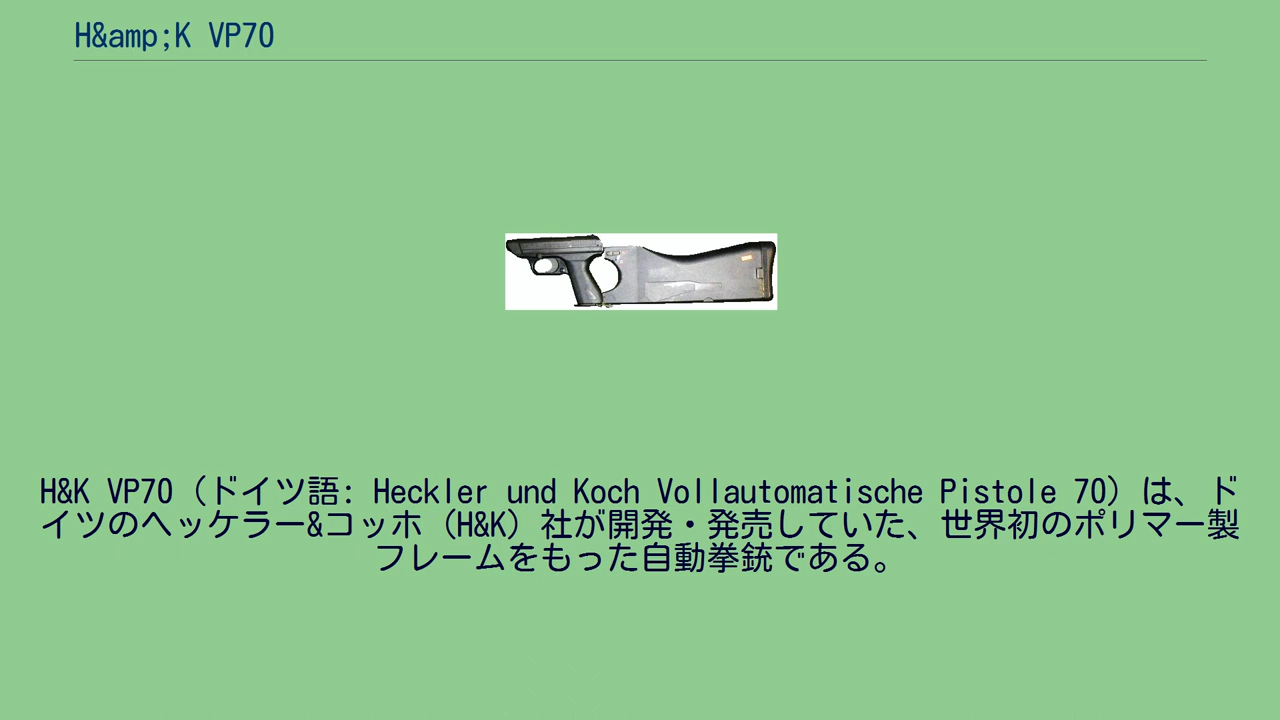 H&amp;K VP70
H&K VP70（ドイツ語: Heckler und Koch Vollautomatische Pistole 70）は、ド
イツのヘッケラー&コッホ（H&K）社が開発・発売していた、世界初のポリマー製
フレームをもった自動拳銃である。